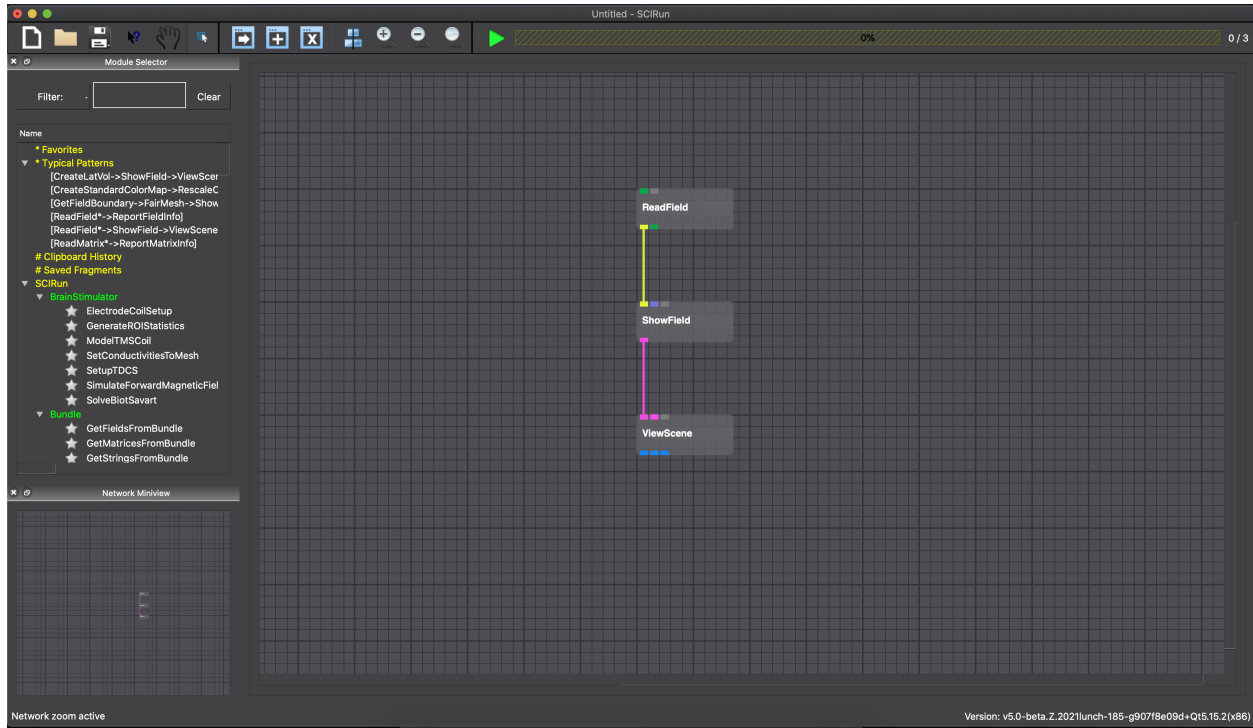 Untitled - SCIRun
0%
0 / 3
Module Selector
Filter:
Clear
Name
* Favorites
* Typical Patterns
[CreateLatVol->ShowField->ViewScer
[CreateStandardColorMap->RescaleC
[GetFieldBoundary->FairMesh->Show
[ReadField*->ReportFieldInfo]
[ReadField*->ShowField->ViewScene
[ReadMatrix*->ReportMatrixInfo]
# Clipboard History
# Saved Fragments
SCIRun
BrainStimulator
ElectrodeCoilSetup
GenerateROIStatistics
ModelTMSCoil
SetConductivitiesToMesh
SetupTDCS
SimulateForwardMagneticFiel
SolveBiotSavart
Bundle
GetFieldsFromBundle
GetMatricesFromBundle
GetStringsFromBundle
Network Miniview
ReadField
ShowField
ViewScene
Network zoom active
Version: v5.0-beta.Z.2021lunch-185-g907f8e09d+Qt5.15.2(x86)